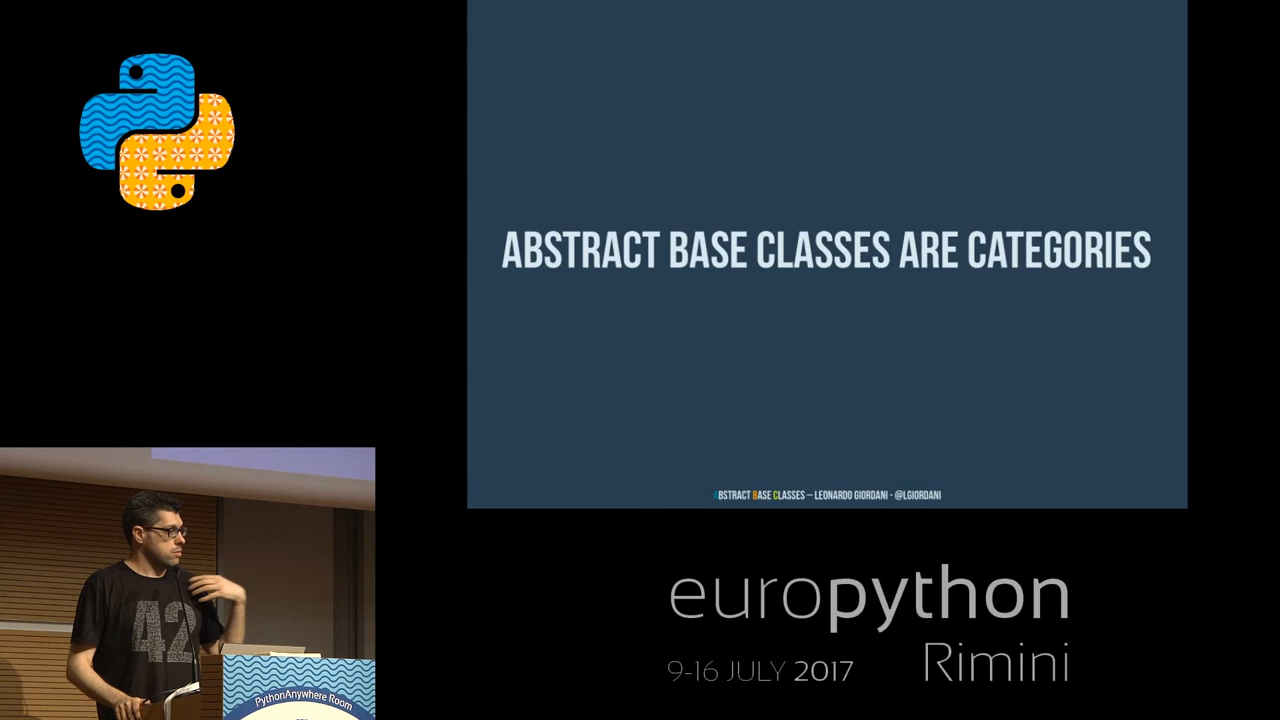 ABSTRACT BASE CLASSES ARE CATEGORIES
ABSTRACT BASE CLASSES – LEONARDO GIORDANI - @LGIORDANI
42
PythonAnywhere Room
europython
Rimini
9-16 JULY 2017